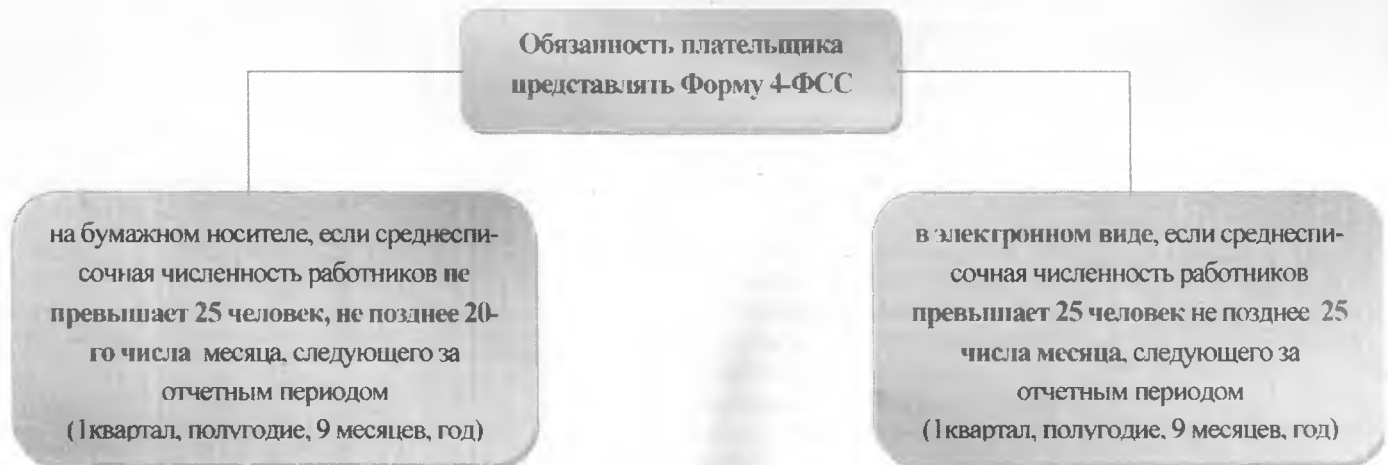 Обязанность плательщика
представлять Форму 4-ФСС
на бумажном носителе, если среднеспи-
сочная численность работников не
превышает 25 человек, не позднее 20-
го числа месяца, следующего за
отчетным периодом
(1квартал, полугодие, 9 месяцев, год)
в электронном виде, если среднеспи-
сочная численность работников
превышает 25 человек не позднее 25
числа месяца, следующего за
отчетным периодом
(1квартал, полугодие, 9 месяцев, год)